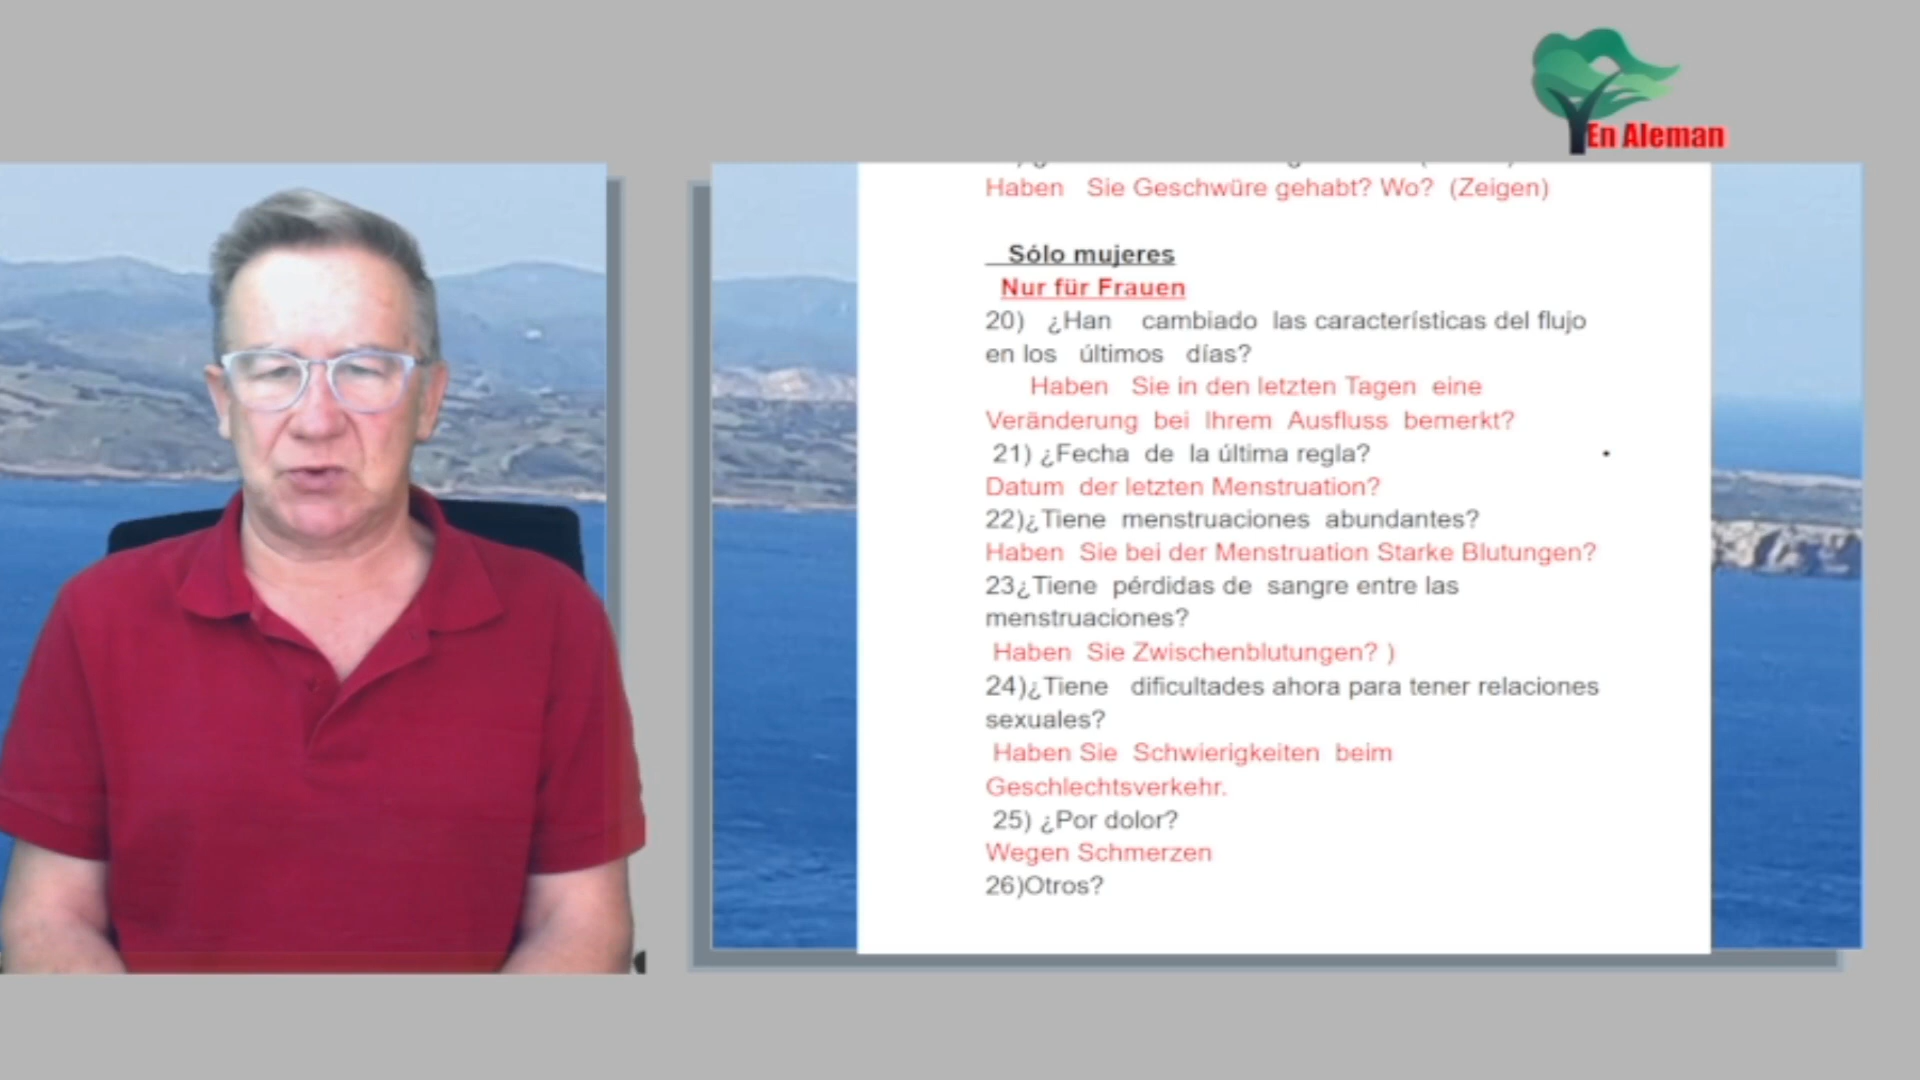 En Aleman
Haben Sie Geschwüre gehabt? Wo? (Zeigen)
Sólo mujeres
Nur für Frauen
20) ¿Han cambiado las características del flujo
en los últimos días?
Haben Sie in den letzten Tagen eine
Veränderung bei Ihrem Ausfluss bemerkt?
21) ¿Fecha de la última regla?
Datum der letzten Menstruation?
22)¿Tiene menstruaciones abundantes?
Haben Sie bei der Menstruation Starke Blutungen?
23¿Tiene pérdidas de sangre entre las
menstruaciones?
Haben Sie Zwischenblutungen? )
24)¿Tiene dificultades ahora para tener relaciones
sexuales?
Haben Sie Schwierigkeiten beim
Geschlechtsverkehr.
25) ¿Por dolor?
Wegen Schmerzen
26)Otros?